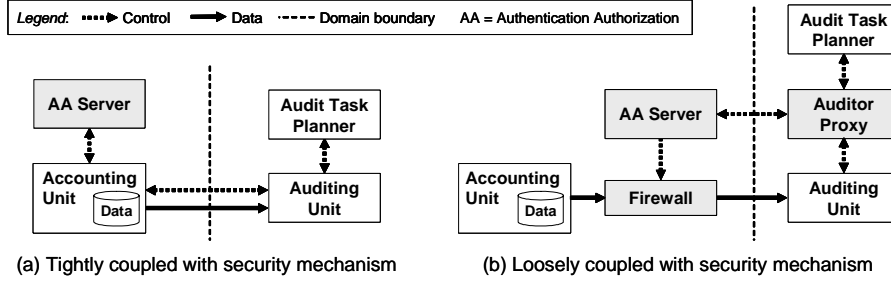 Legend: Control Data Domain boundary AA = Authentication Authorization
AA Server
Audit Task
Planner
Accounting
Unit
Data
Auditing
Unit
(a) Tightly coupled with security mechanism
Audit Task
Planner
AA Server
Auditor
Proxy
Accounting
Unit
Data
Firewall
Auditing
Unit
(b) Loosely coupled with security mechanism